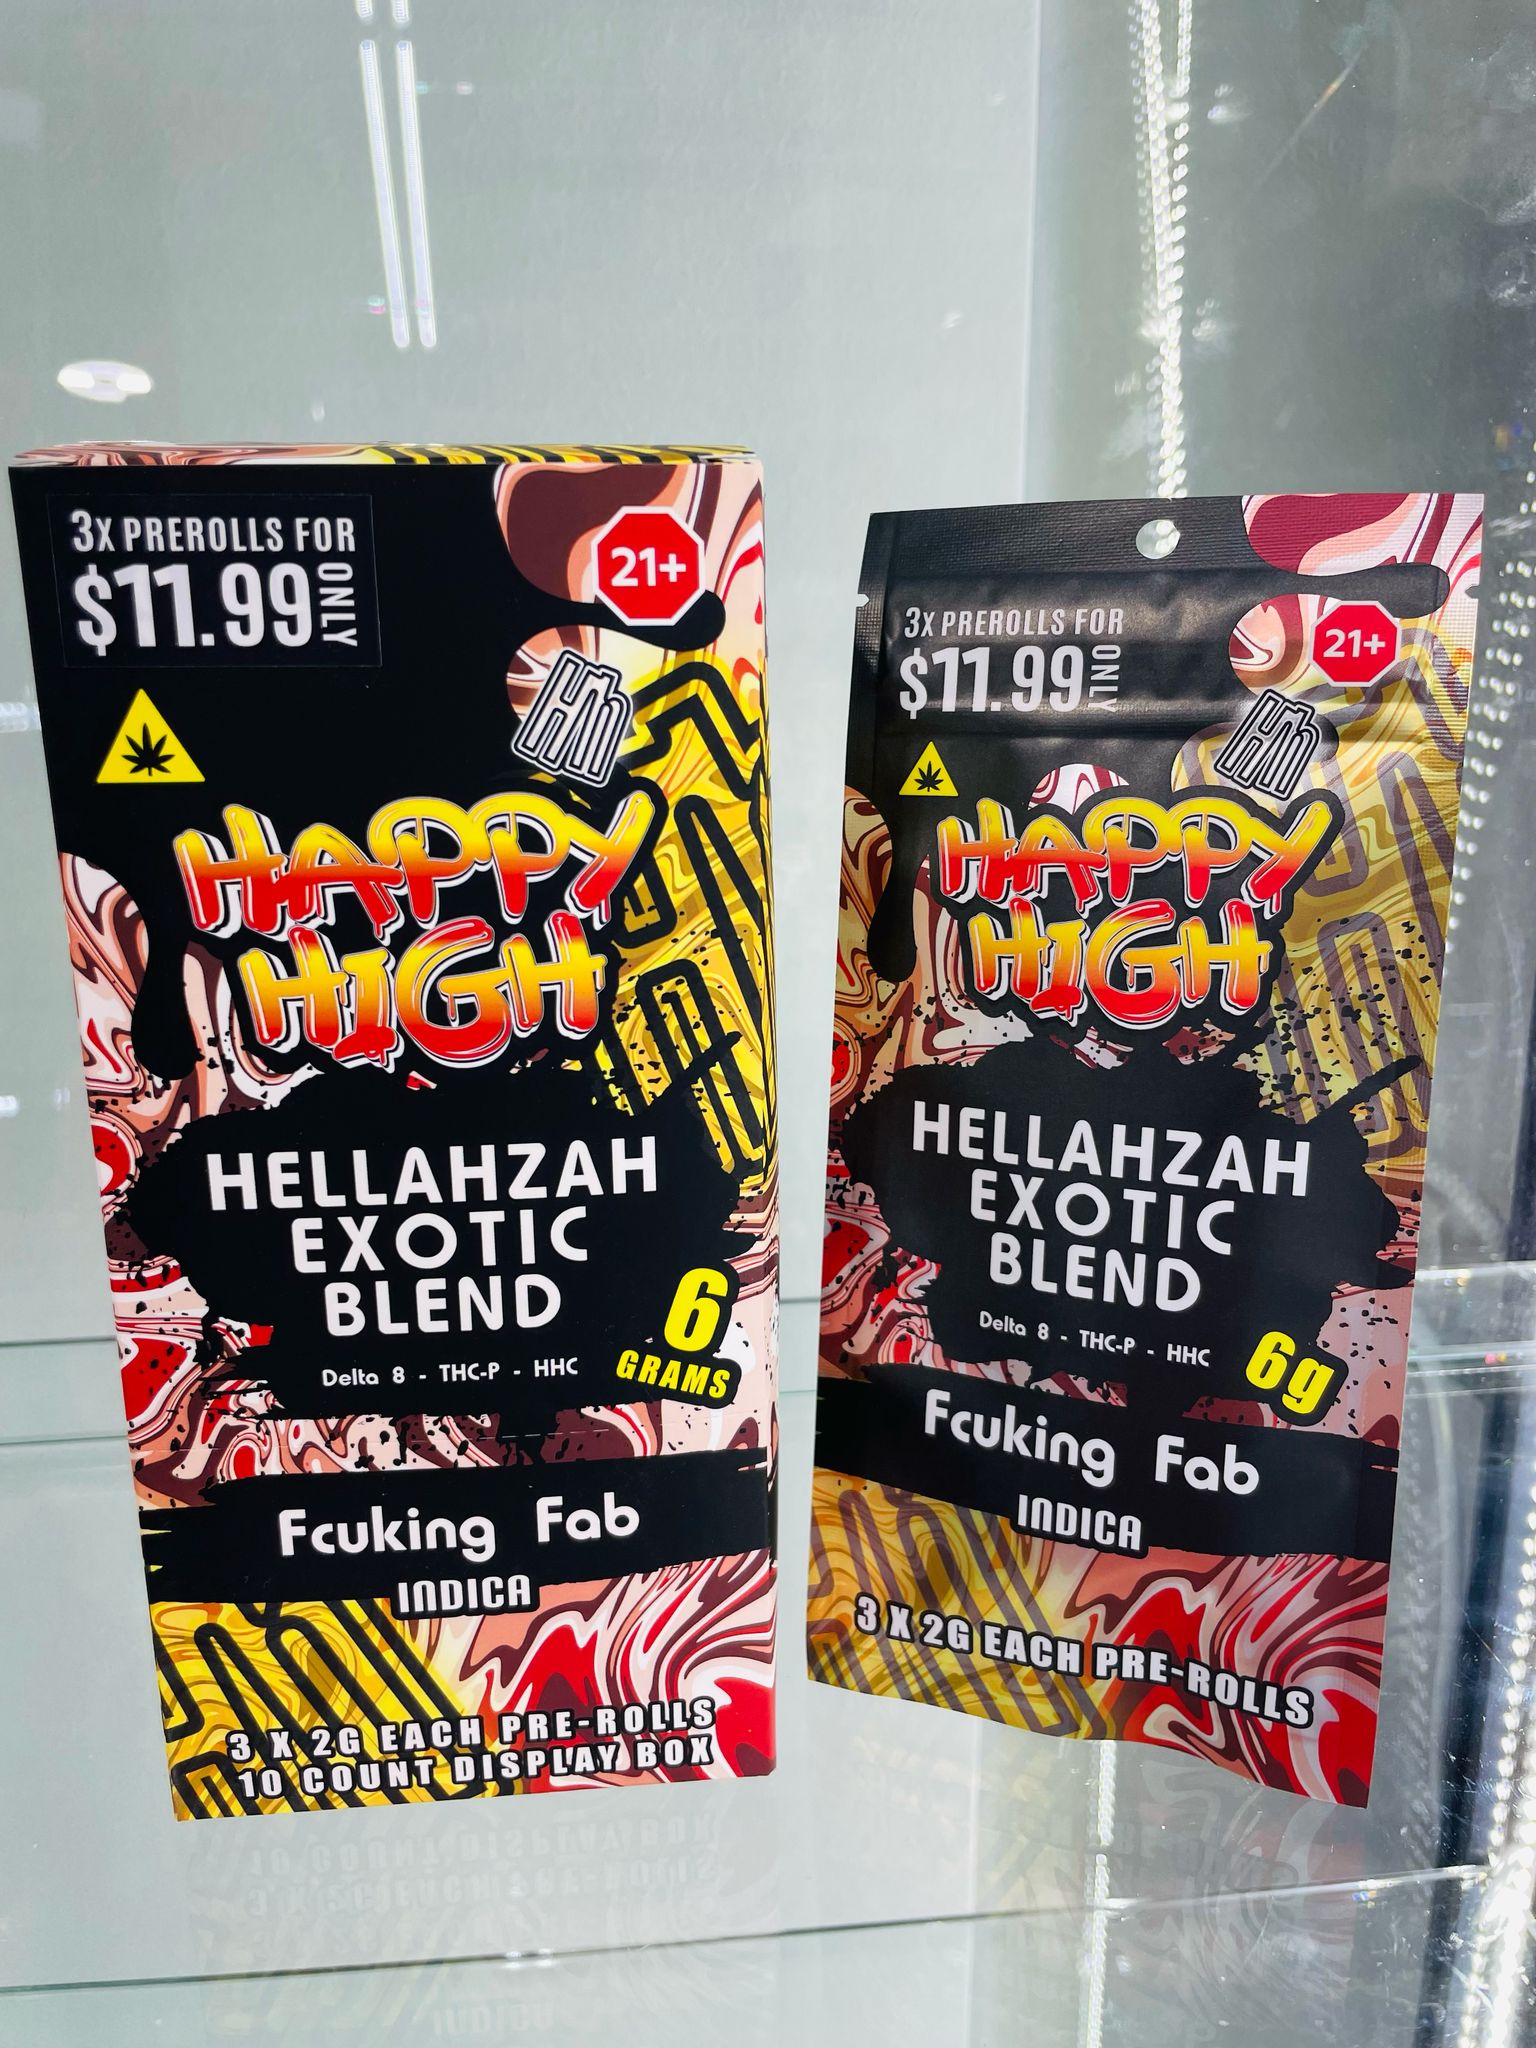 3X PREROLLS FOR
$11.99 ONLY
21+
Hh
HAPPY
HIGH
HELLAHZAH
EXOTIC
BLEND
Delta 8 - THC-P - HHC
6
GRAMS
Fcuking Fab
INDICA
3 X 2G EACH PRE-ROLLS
10 COUNT DISPLAY BOX
3X PREROLLS FOR
$11.99 ONLY
21+
Hh
HAPPY
HIGH
HELLAHZAH
EXOTIC
BLEND
Delta 8 - THC-P - HHC
6g
Fcuking Fab
INDICA
3 X 2G EACH PRE-ROLLS